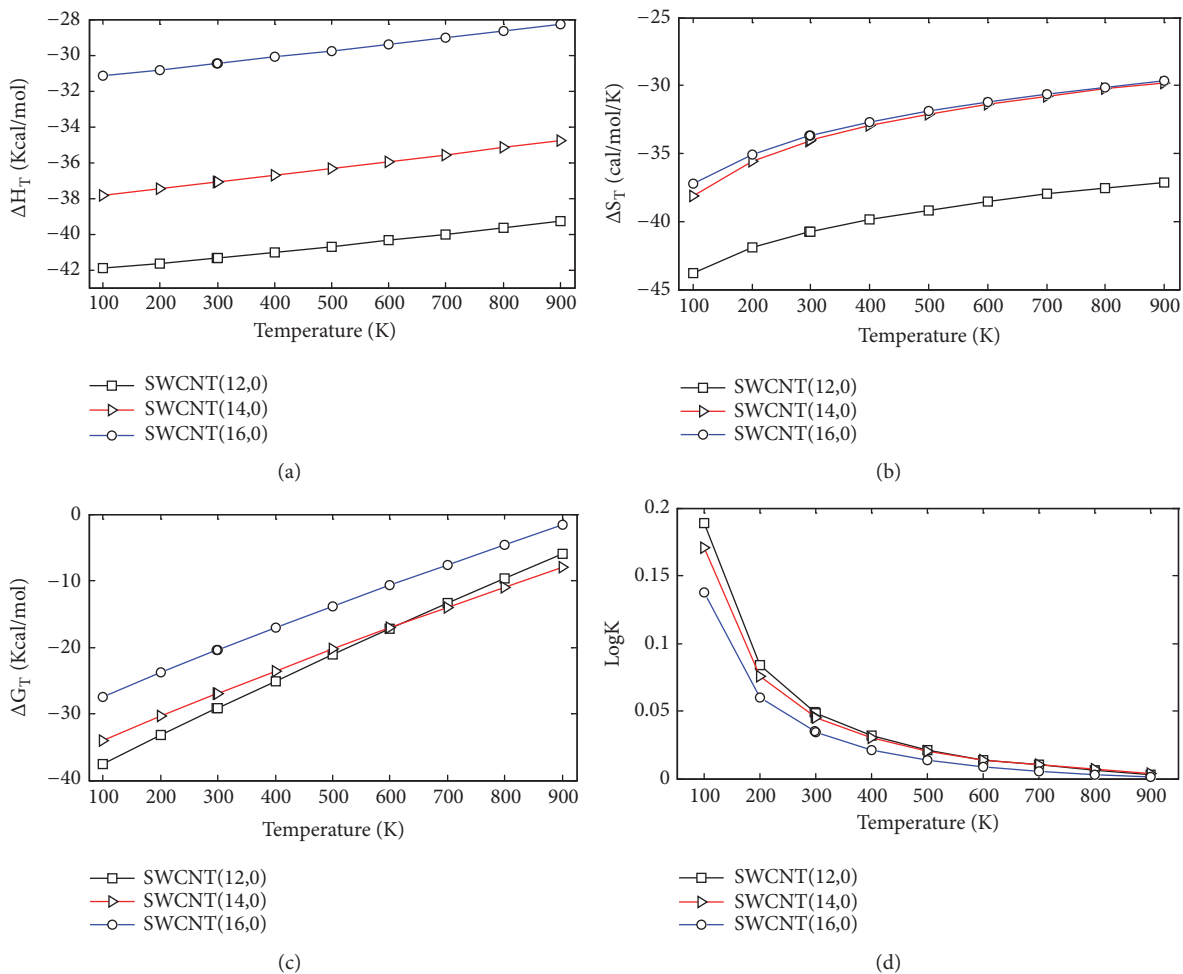 −28
−30
−32
−34
−36
−38
−40
−42
ΔH_T (Kcal/mol)
100 200 300 400 500 600 700 800 900
Temperature (K)
SWCNT(12,0)
SWCNT(14,0)
SWCNT(16,0)
(a)
−25
−30
−35
−40
−45
ΔS_T (cal/mol/K)
100 200 300 400 500 600 700 800 900
Temperature (K)
SWCNT(12,0)
SWCNT(14,0)
SWCNT(16,0)
(b)
0
−10
−20
−30
−40
ΔG_T (Kcal/mol)
100 200 300 400 500 600 700 800 900
Temperature (K)
SWCNT(12,0)
SWCNT(14,0)
SWCNT(16,0)
(c)
0.2
0.15
0.1
0.05
0
LogK
100 200 300 400 500 600 700 800 900
Temperature (K)
SWCNT(12,0)
SWCNT(14,0)
SWCNT(16,0)
(d)